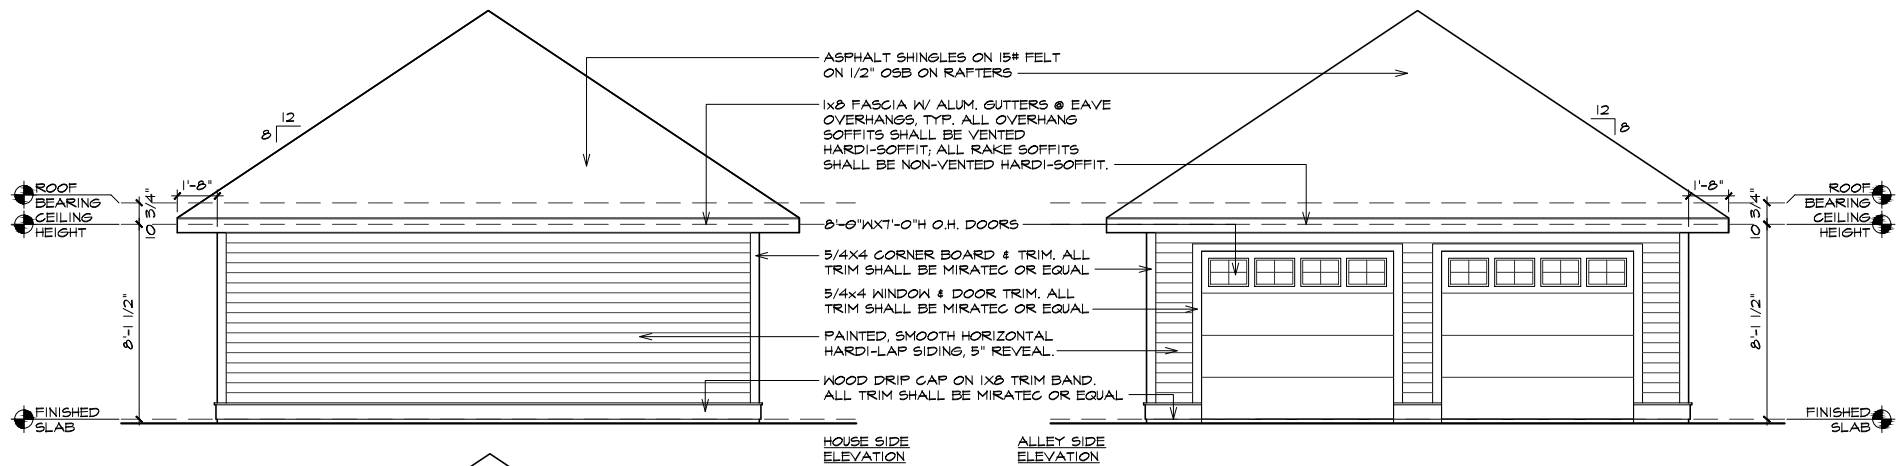 ASPHALT SHINGLES ON 15# FELT
ON 1/2" OSB ON RAFTERS
1x8 FASCIA W/ ALUM. GUTTERS @ EAVE
OVERHANGS, TYP. ALL OVERHANG
SOFFITS SHALL BE VENTED
HARDI-SOFFIT; ALL RAKE SOFFITS
SHALL BE NON-VENTED HARDI-SOFFIT.
8'-0"WX7'-0"H O.H. DOORS
5/4X4 CORNER BOARD & TRIM. ALL
TRIM SHALL BE MIRATEC OR EQUAL
5/4x4 WINDOW & DOOR TRIM. ALL
TRIM SHALL BE MIRATEC OR EQUAL
PAINTED, SMOOTH HORIZONTAL
HARDI-LAP SIDING, 5" REVEAL.
WOOD DRIP CAP ON 1X8 TRIM BAND.
ALL TRIM SHALL BE MIRATEC OR EQUAL
12
8
1'-8"
ROOF
BEARING
CEILING
HEIGHT
10 3/4"
8'-1 1/2"
FINISHED
SLAB
HOUSE SIDE
ELEVATION
ALLEY SIDE
ELEVATION
12
8
1'-8"
ROOF
BEARING
CEILING
HEIGHT
10 3/4"
8'-1 1/2"
FINISHED
SLAB